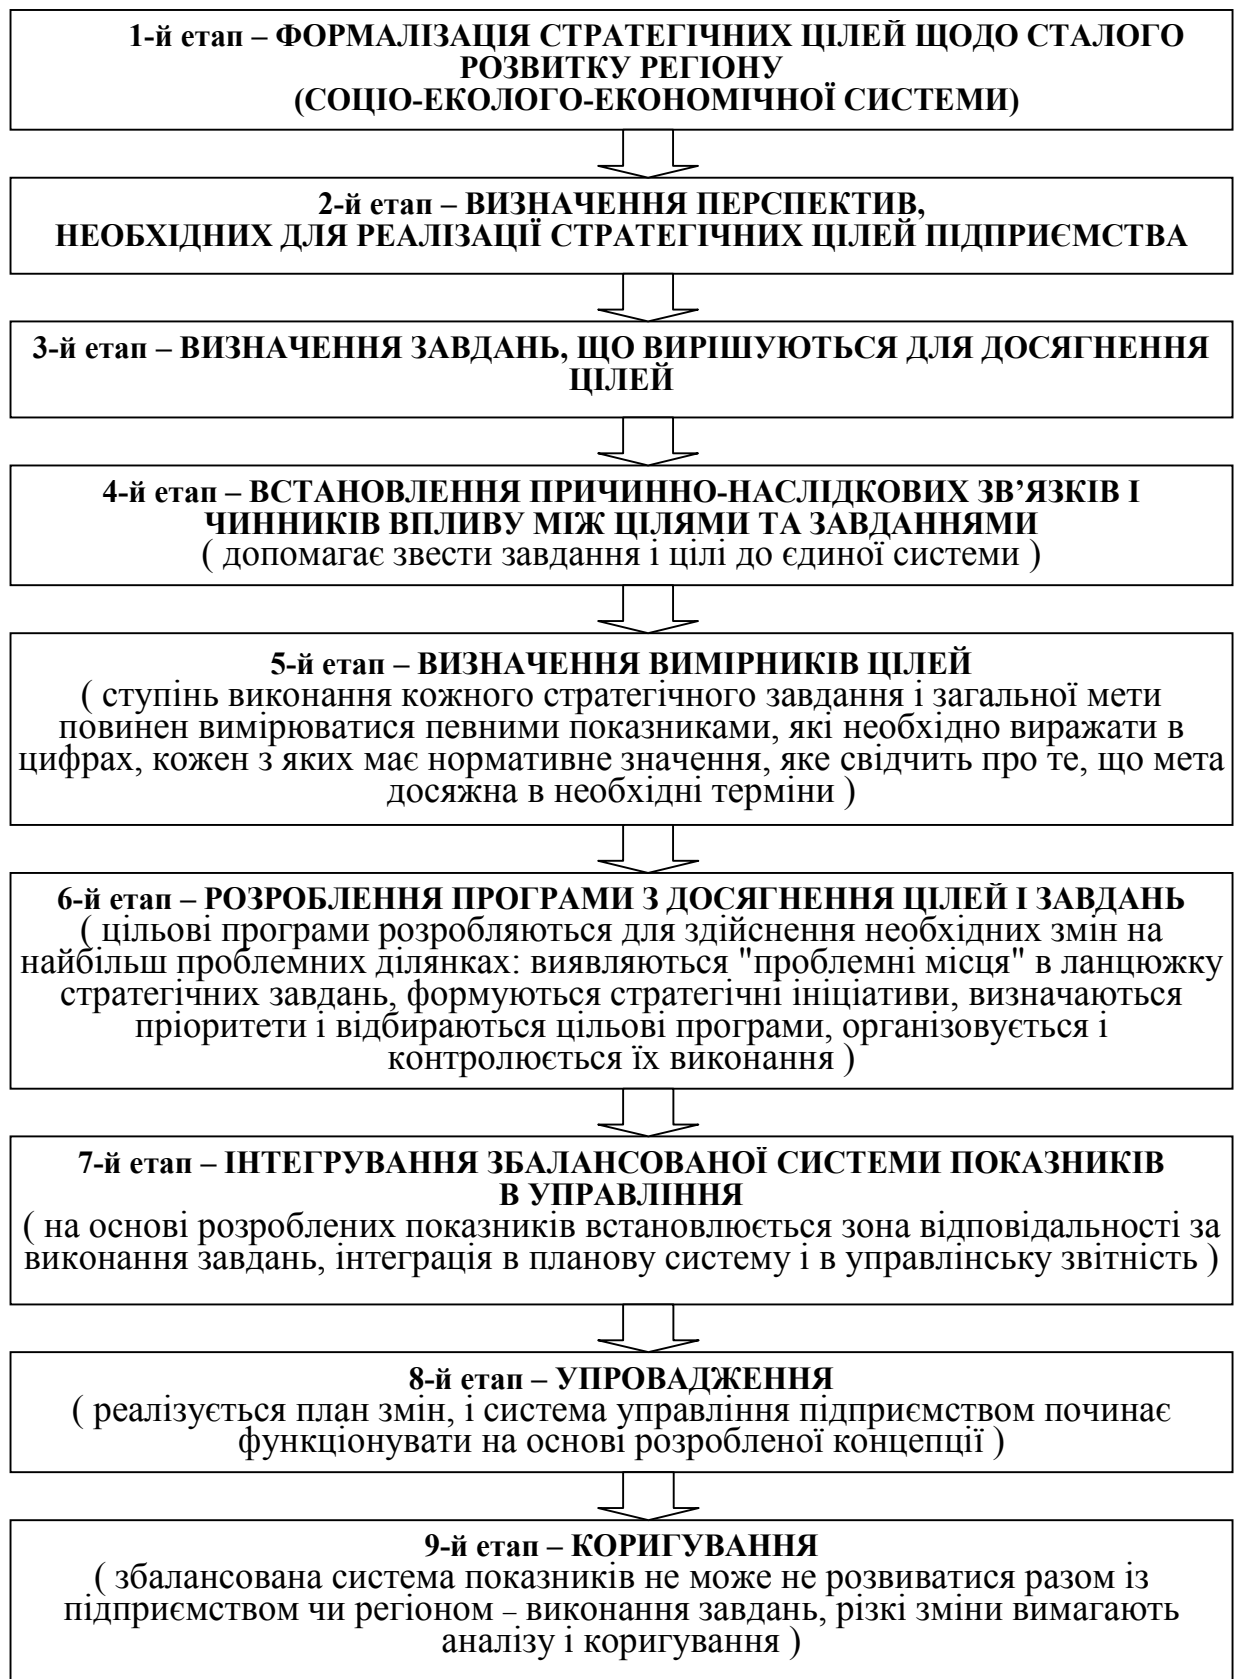 1-й етап – ФОРМАЛІЗАЦІЯ СТРАТЕГІЧНИХ ЦІЛЕЙ ЩОДО СТАЛОГО
РОЗВИТКУ РЕГІОНУ
(СОЦІО-ЕКОЛОГО-ЕКОНОМІЧНОЇ СИСТЕМИ)
2-й етап – ВИЗНАЧЕННЯ ПЕРСПЕКТИВ,
НЕОБХІДНИХ ДЛЯ РЕАЛІЗАЦІЇ СТРАТЕГІЧНИХ ЦІЛЕЙ ПІДПРИЄМСТВА
3-й етап – ВИЗНАЧЕННЯ ЗАВДАНЬ, ЩО ВИРІШУЮТЬСЯ ДЛЯ ДОСЯГНЕННЯ
ЦІЛЕЙ
4-й етап – ВСТАНОВЛЕННЯ ПРИЧИННО-НАСЛІДКОВИХ ЗВ’ЯЗКІВ І
ЧИННИКІВ ВПЛИВУ МІЖ ЦІЛЯМИ ТА ЗАВДАННЯМИ
( допомагає звести завдання і цілі до єдиної системи )
5-й етап – ВИЗНАЧЕННЯ ВИМІРНИКІВ ЦІЛЕЙ
( ступінь виконання кожного стратегічного завдання і загальної мети
повинен вимірюватися певними показниками, які необхідно виражати в
цифрах, кожен з яких має нормативне значення, яке свідчить про те, що мета
досяжна в необхідні терміни )
6-й етап – РОЗРОБЛЕННЯ ПРОГРАМИ З ДОСЯГНЕННЯ ЦІЛЕЙ І ЗАВДАНЬ
( цільові програми розробляються для здійснення необхідних змін на
найбільш проблемних ділянках: виявляються "проблемні місця" в ланцюжку
стратегічних завдань, формуються стратегічні ініціативи, визначаються
пріоритети і відбираються цільові програми, організовується і
контролюється їх виконання )
7-й етап – ІНТЕГРУВАННЯ ЗБАЛАНСОВАНОЇ СИСТЕМИ ПОКАЗНИКІВ
В УПРАВЛІННЯ
( на основі розроблених показників встановлюється зона відповідальності за
виконання завдань, інтеграція в планову систему і в управлінську звітність )
8-й етап – УПРОВАДЖЕННЯ
( реалізується план змін, і система управління підприємством починає
функціонувати на основі розробленої концепції )
9-й етап – КОРИГУВАННЯ
( збалансована система показників не може не розвиватися разом із
підприємством чи регіоном – виконання завдань, різкі зміни вимагають
аналізу і коригування )